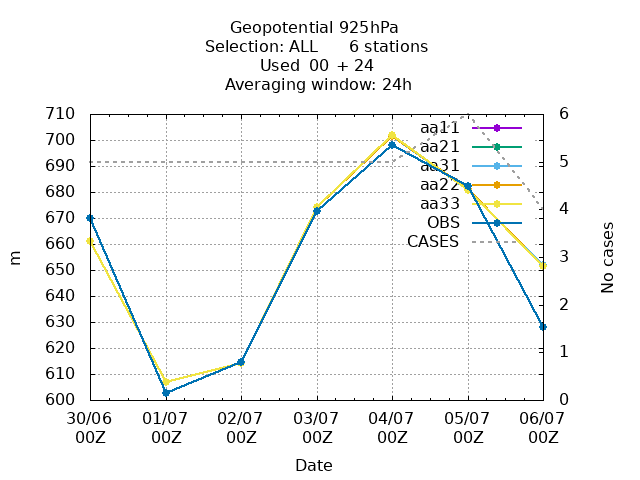 Geopotential 925hPa
Selection: ALL 6 stations
Used 00 + 24
Averaging window: 24h
710 6
700 aa11
aa21
690 aa31 5
680 aa22
670 aa33 4
OBS
660 CASES
650 3
640
630 2
620
610 1
600 0
m
No cases
30/06 01/07 02/07 03/07 04/07 05/07 06/07
00Z 00Z 00Z 00Z 00Z 00Z 00Z
Date